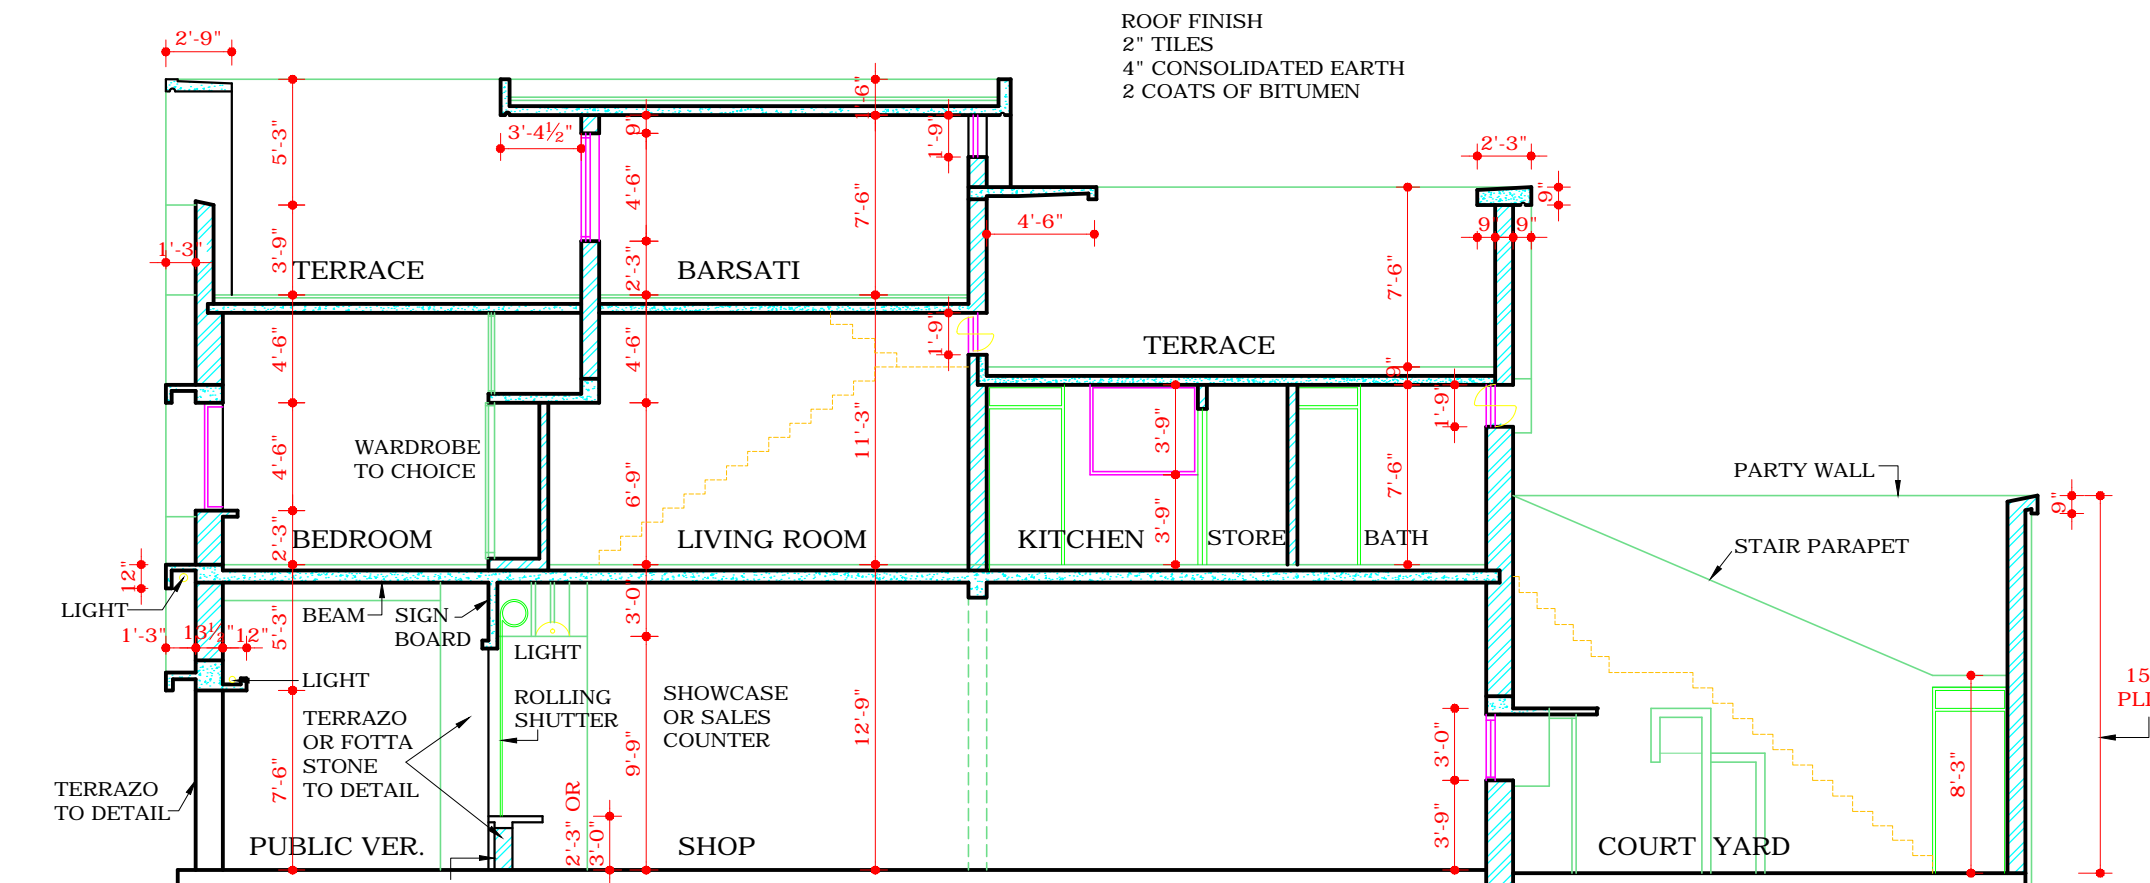 ROOF FINISH
2" TILES
4" CONSOLIDATED EARTH
2 COATS OF BITUMEN
2'-9"
5'-3"
3'-4½"
9"
4'-6"
2'-3"
-6"
7'-6"
1'-9"
2'-3"
9"
9"
9"
4'-6"
7'-6"
1'-3"
3'-9"
TERRACE
BARSATI
TERRACE
4'-6"
4'-6"
1'-9"
9"
11'-3"
1'-9"
3'-9"
7'-6"
WARDROBE
TO CHOICE
4'-6"
6'-9"
PARTY WALL
9"
2'-3"
BEDROOM
LIVING ROOM
KITCHEN
3'-9"
STORE
BATH
STAIR PARAPET
12"
LIGHT
BEAM
SIGN
BOARD
3'-0"
1'-3"
13½"
12"
5'-3"
LIGHT
LIGHT
ROLLING
SHUTTER
SHOWCASE
OR SALES
COUNTER
12'-9"
9'-9"
TERRAZO
OR FOTTA
STONE
TO DETAIL
TERRAZO
TO DETAIL
7'-6"
2'-3" OR
3'-0"
3'-0"
3'-9"
8'-3"
15
PLI
PUBLIC VER.
SHOP
COURT YARD